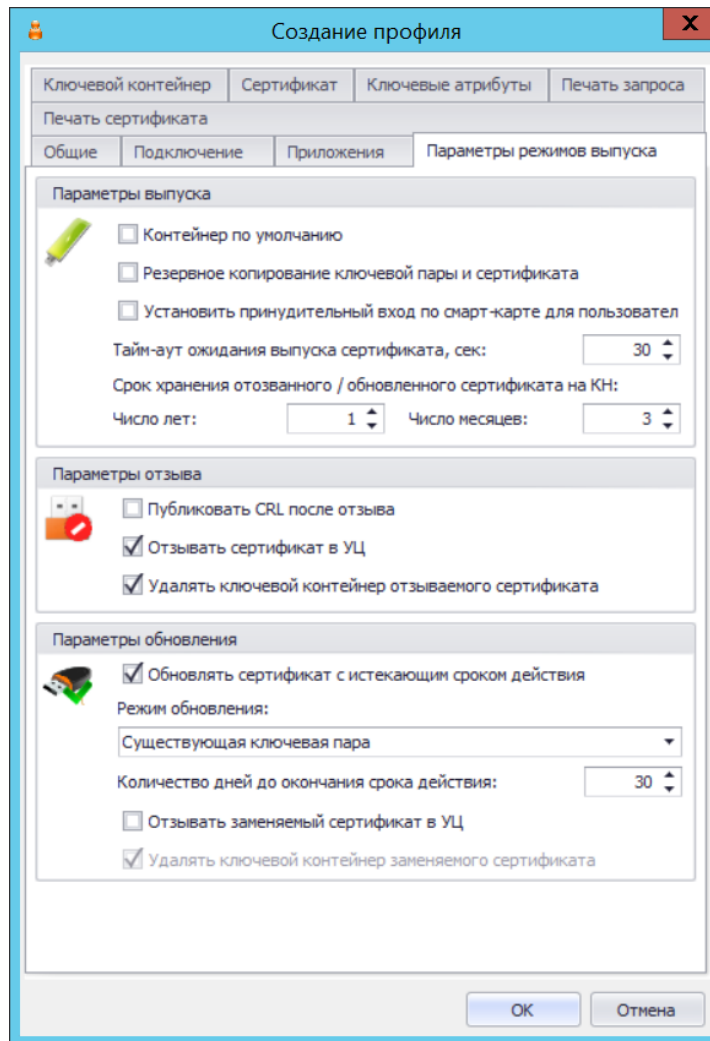 Создание профиля
X
Ключевой контейнер Сертификат Ключевые атрибуты Печать запроса
Печать сертификата
Общие Подключение Приложения Параметры режимов выпуска
Параметры выпуска
Контейнер по умолчанию
Резервное копирование ключевой пары и сертификата
Установить принудительный вход по смарт-карте для пользовател
Тайм-аут ожидания выпуска сертификата, сек: 30
Срок хранения отозванного / обновленного сертификата на КН:
Число лет: 1 Число месяцев: 3
Параметры отзыва
Публиковать CRL после отзыва
Отзывать сертификат в УЦ
Удалять ключевой контейнер отзываемого сертификата
Параметры обновления
Обновлять сертификат с истекающим сроком действия
Режим обновления:
Существующая ключевая пара
Количество дней до окончания срока действия: 30
Отзывать заменяемый сертификат в УЦ
Удалять ключевой контейнер заменяемого сертификата
ОК Отмена